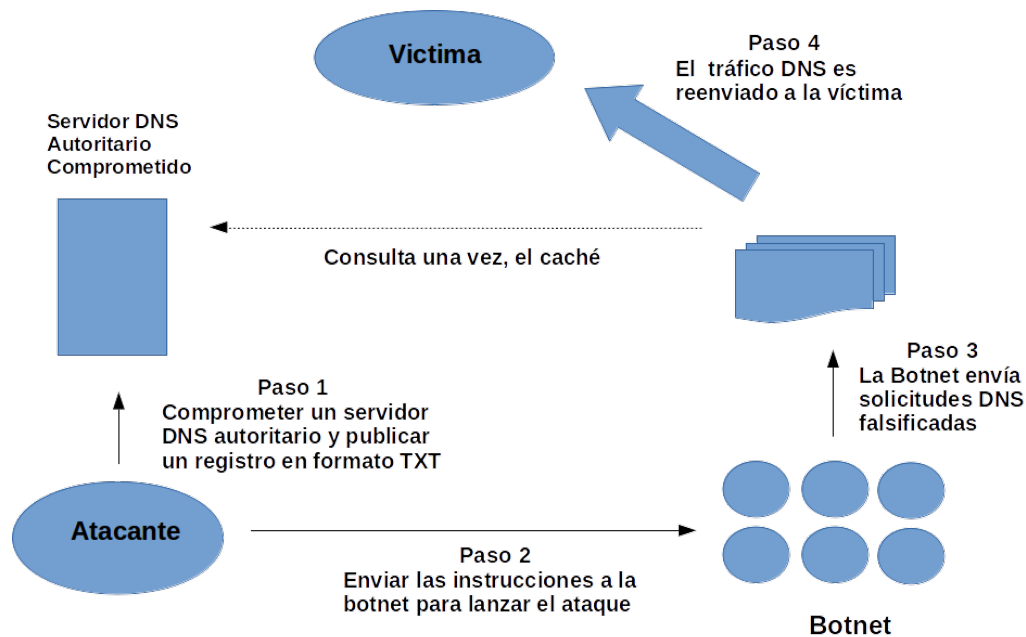 Victima
Paso 4
El tráfico DNS es
reenviado a la víctima
Servidor DNS
Autoritario
Comprometido
Consulta una vez, el caché
Paso 3
La Botnet envía
solicitudes DNS
falsificadas
Paso 1
Comprometer un servidor
DNS autoritario y publicar
un registro en formato TXT
Atacante
Paso 2
Enviar las instrucciones a la
botnet para lanzar el ataque
Botnet